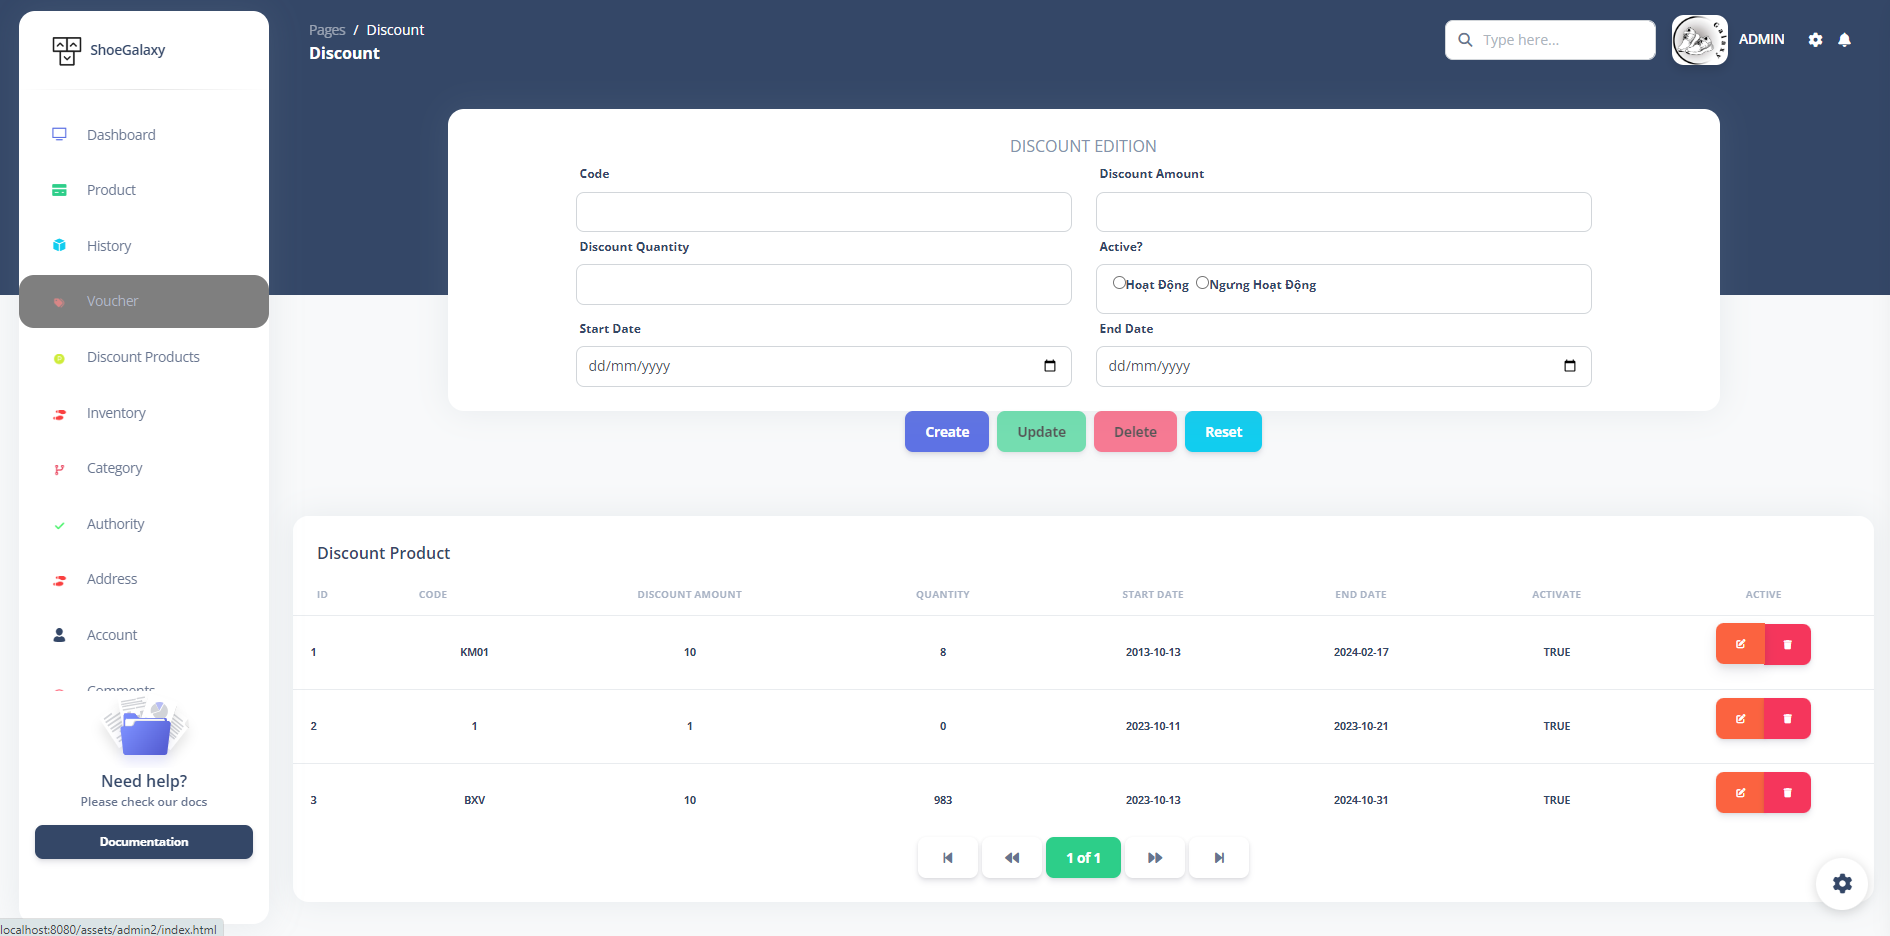 ShoeGalaxy
Pages / Discount
Discount
Type here...
ADMIN
Dashboard
Product
History
Voucher
Discount Products
Inventory
Category
Authority
Address
Account
Comments
Need help?
Please check our docs
Documentation
DISCOUNT EDITION
Code
Discount Amount
Discount Quantity
Active?
Hoạt Động Ngưng Hoạt Động
Start Date
End Date
dd/mm/yyyy
dd/mm/yyyy
Create Update Delete Reset
Discount Product
ID CODE DISCOUNT AMOUNT QUANTITY START DATE END DATE ACTIVATE ACTIVE
1 KM01 10 8 2013-10-13 2024-02-17 TRUE
2 1 1 0 2023-10-11 2023-10-21 TRUE
3 BXV 10 983 2023-10-13 2024-10-31 TRUE
1 of 1
localhost:8080/assets/admin2/index.html